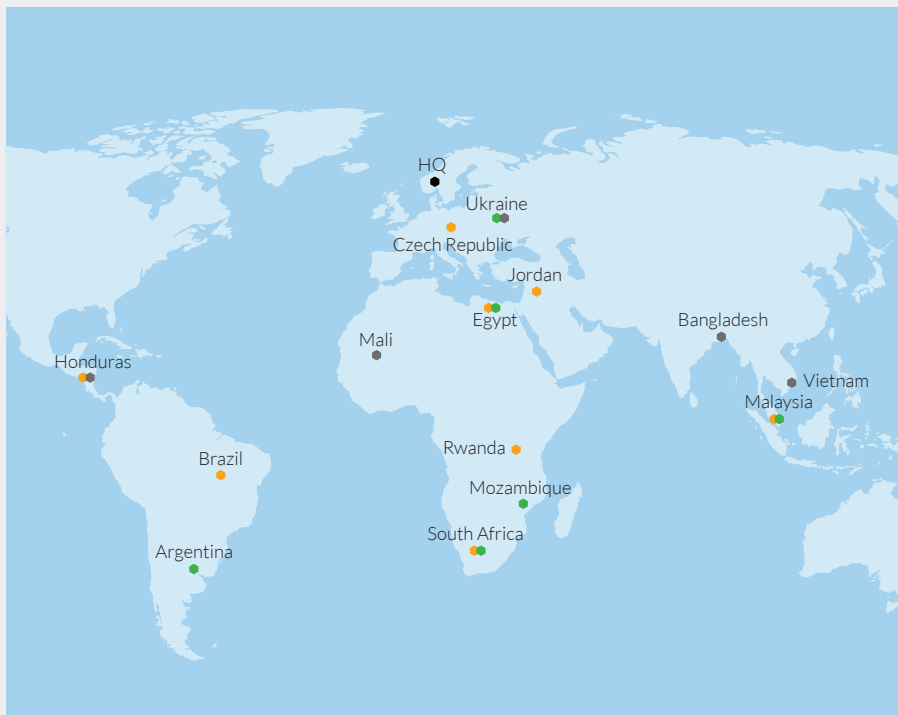 HQ
Ukraine
Czech Republic
Jordan
Egypt
Bangladesh
Mali
Honduras
Vietnam
Malaysia
Rwanda
Brazil
Mozambique
South Africa
Argentina